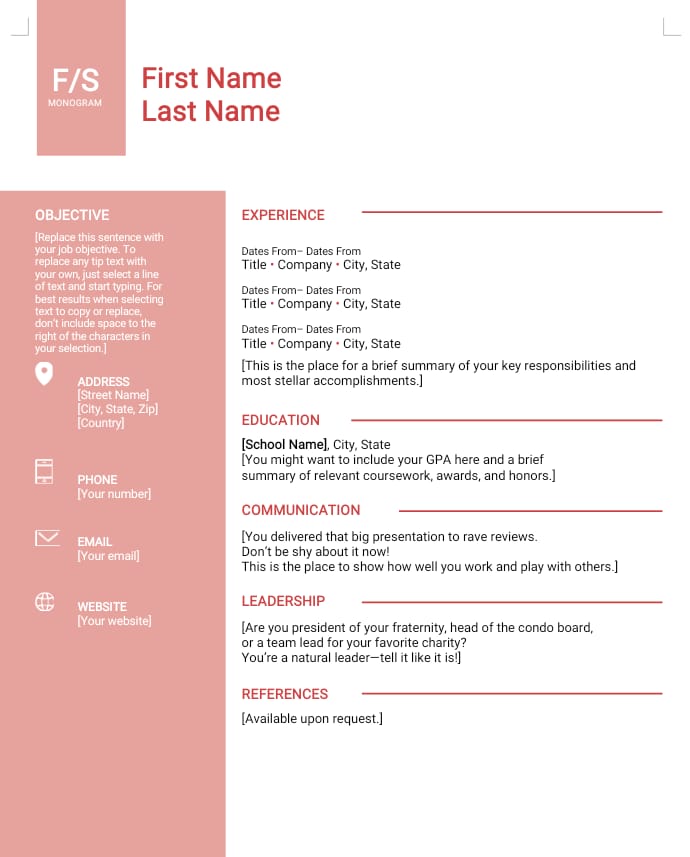 F/S
MONOGRAM
First Name
Last Name
OBJECTIVE
[Replace this sentence with
your job objective. To
replace any tip text with
your own, just select a line
of text and start typing. For
best results when selecting
text to copy or replace,
don’t include space to the
right of the characters in
your selection.]
ADDRESS
[Street Name]
[City, State, Zip]
[Country]
PHONE
[Your number]
EMAIL
[Your email]
WEBSITE
[Your website]
EXPERIENCE
Dates From– Dates From
Title • Company • City, State
Dates From– Dates From
Title • Company • City, State
Dates From– Dates From
Title • Company • City, State
[This is the place for a brief summary of your key responsibilities and
most stellar accomplishments.]
EDUCATION
[School Name], City, State
[You might want to include your GPA here and a brief
summary of relevant coursework, awards, and honors.]
COMMUNICATION
[You delivered that big presentation to rave reviews.
Don’t be shy about it now!
This is the place to show how well you work and play with others.]
LEADERSHIP
[Are you president of your fraternity, head of the condo board,
or a team lead for your favorite charity?
You’re a natural leader—tell it like it is!]
REFERENCES
[Available upon request.]